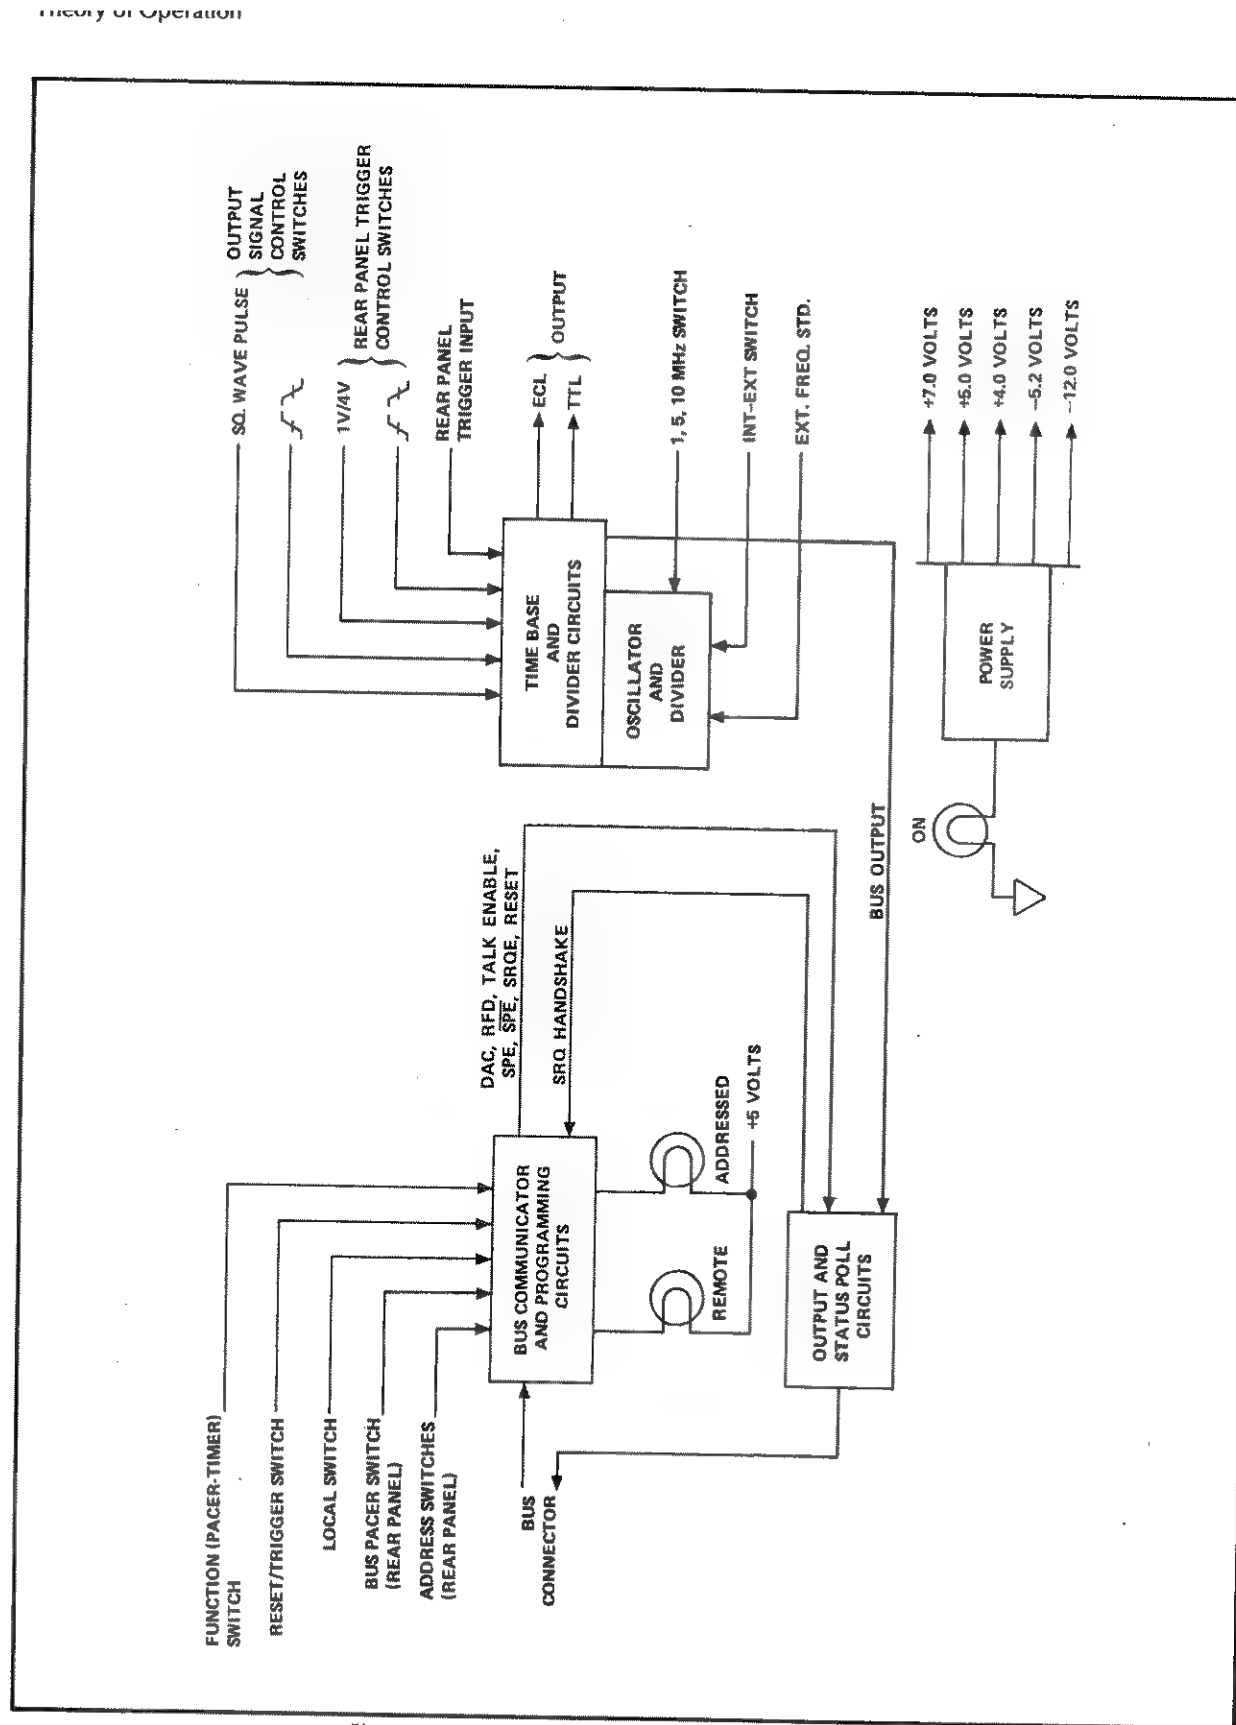 Theory of Operation
FUNCTION (PACER-TIMER)
SWITCH
RESET/TRIGGER SWITCH
LOCAL SWITCH
BUS PACER SWITCH
(REAR PANEL)
ADDRESS SWITCHES
(REAR PANEL)
BUS
CONNECTOR
BUS COMMUNICATOR
AND PROGRAMMING
CIRCUITS
DAC, RFD, TALK ENABLE,
SPE, SPE, SRQE, RESET
SRQ HANDSHAKE
REMOTE
ADDRESSED
+5 VOLTS
OUTPUT AND
STATUS POLL
CIRCUITS
BUS OUTPUT
SQ. WAVE PULSE
OUTPUT
SIGNAL
CONTROL
SWITCHES
1V/4V
REAR PANEL TRIGGER
CONTROL SWITCHES
REAR PANEL
TRIGGER INPUT
TIME BASE
AND
DIVIDER CIRCUITS
ECL
TTL
OUTPUT
OSCILLATOR
AND
DIVIDER
1, 5, 10 MHz SWITCH
INT-EXT SWITCH
EXT. FREQ. STD.
ON
POWER
SUPPLY
+7.0 VOLTS
+5.0 VOLTS
+4.0 VOLTS
-5.2 VOLTS
-12.0 VOLTS